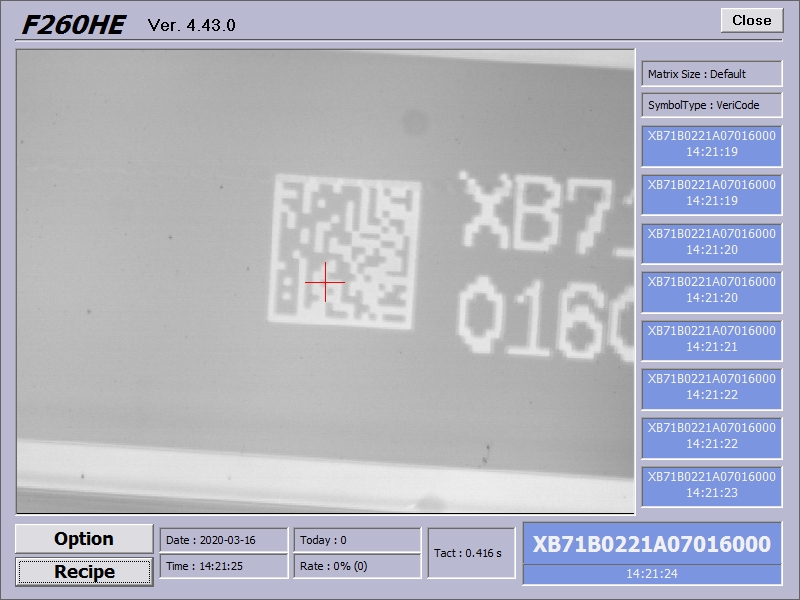 F260HE Ver. 4.43.0
Close
XB71
0160
Matrix Size : Default
SymbolType : VeriCode
XB71B0221A07016000
14:21:19
XB71B0221A07016000
14:21:19
XB71B0221A07016000
14:21:20
XB71B0221A07016000
14:21:20
XB71B0221A07016000
14:21:21
XB71B0221A07016000
14:21:22
XB71B0221A07016000
14:21:22
XB71B0221A07016000
14:21:23
Option
Recipe
Date : 2020-03-16
Time : 14:21:25
Today : 0
Rate : 0% (0)
Tact : 0.416 s
XB71B0221A07016000
14:21:24